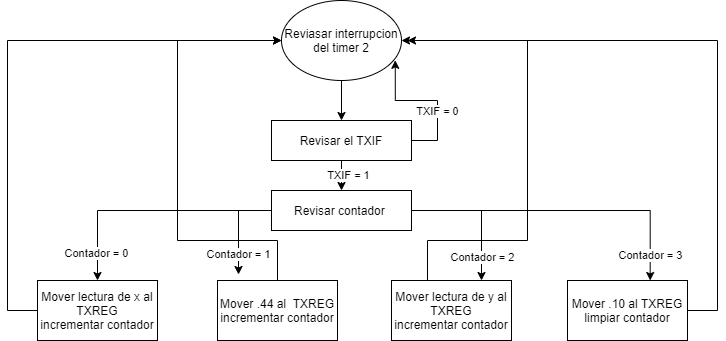 Reviasar interrupcion
del timer 2
TXIF = 0
Revisar el TXIF
TXIF = 1
Revisar contador
Contador = 0
Contador = 1
Contador = 2
Contador = 3
Mover lectura de x al
TXREG
incrementar contador
Mover .44 al TXREG
incrementar contador
Mover lectura de y al
TXREG
incrementar contador
Mover .10 al TXREG
limpiar contador